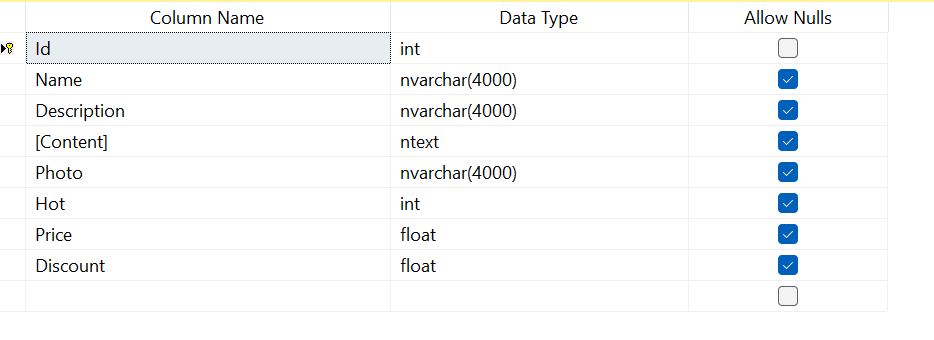 Column Name Data Type Allow Nulls
Id int
Name nvarchar(4000)
Description nvarchar(4000)
[Content] ntext
Photo nvarchar(4000)
Hot int
Price float
Discount float